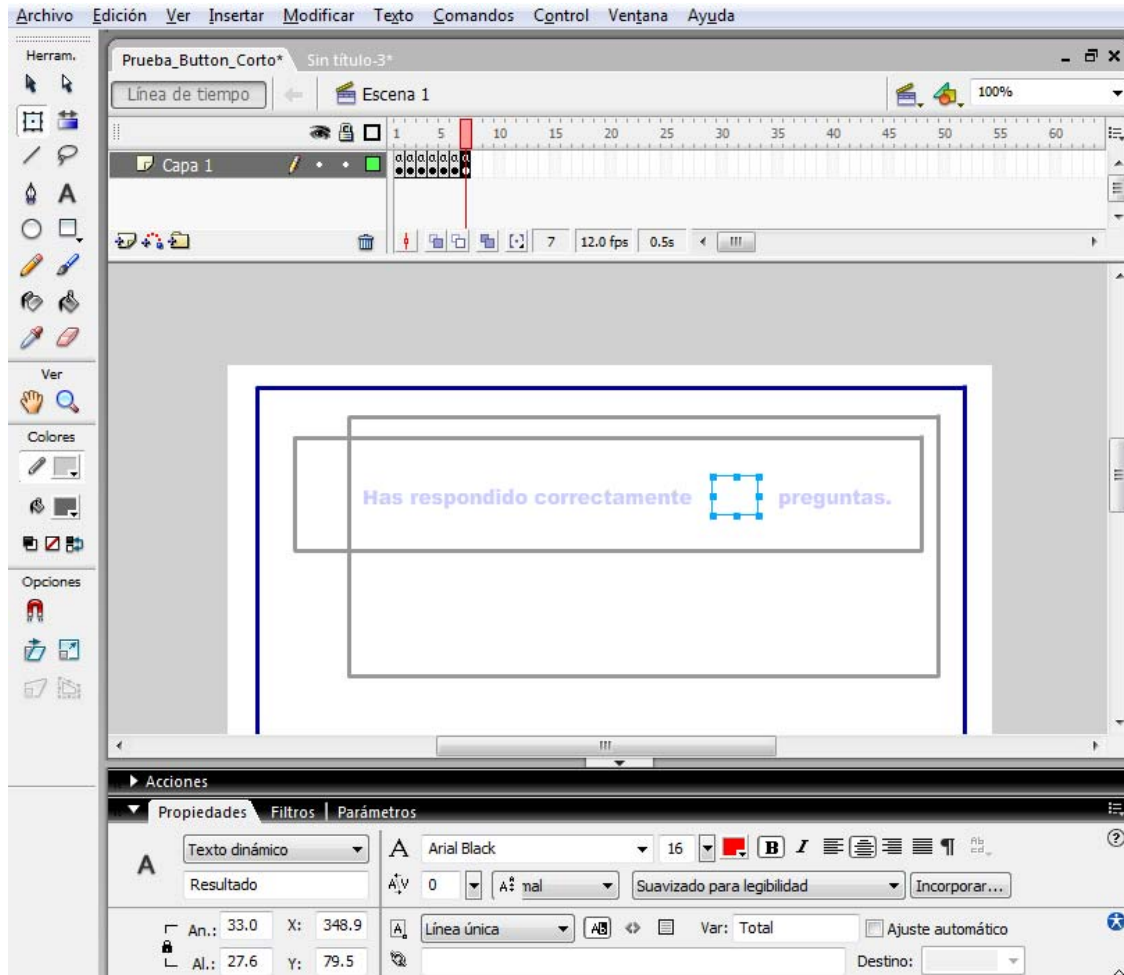 Archivo Edición Ver Insertar Modificar Texto Comandos Control Ventana Ayuda
Herram.
Prueba_Button_Corto* Sin título-3*
Línea de tiempo Escena 1 100%
1 5 10 15 20 25 30 35 40 45 50 55 60
Capa 1
7 12.0 fps 0.5s
Ver
Colores
Opciones
Has respondido correctamente preguntas.
Acciones
Propiedades Filtros Parámetros
Texto dinámico A Arial Black 16 B I
A Resultado A V 0 mal Suavizado para legibilidad Incorporar...
An.: 33.0 X: 348.9 Línea única AB Var: Total Ajuste automático
Al.: 27.6 Y: 79.5 Destino: